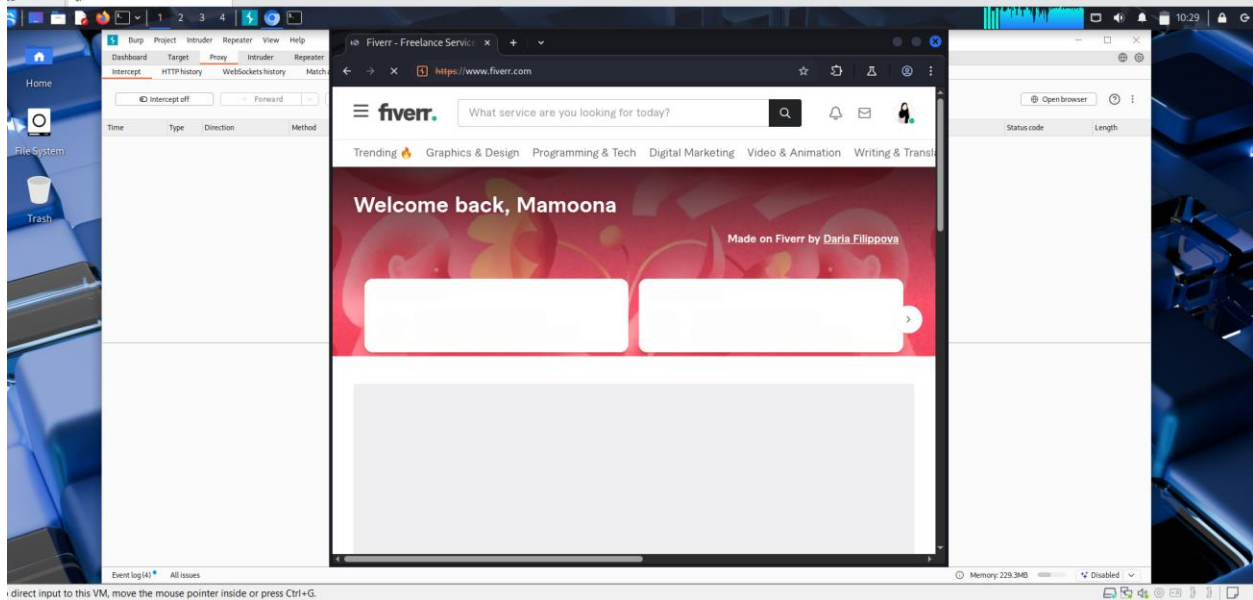 1 2 3 4
10:29
Burp Project Intruder Repeater View Help
Dashboard Target Proxy Intruder Repeater
Intercept HTTP history WebSockets history Match
Intercept off Forward
Open browser
Time Type Direction Method
Status code Length
Home
File System
Trash
Fiverr - Freelance Servic
https://www.fiverr.com
fiverr.
What service are you looking for today?
Trending 🔥 Graphics & Design Programming & Tech Digital Marketing Video & Animation Writing & Transl
Welcome back, Mamoona
Made on Fiverr by Daria Filippova
Event log (4) All issues
Memory: 229.3MB
Disabled
direct input to this VM, move the mouse pointer inside or press Ctrl+G.